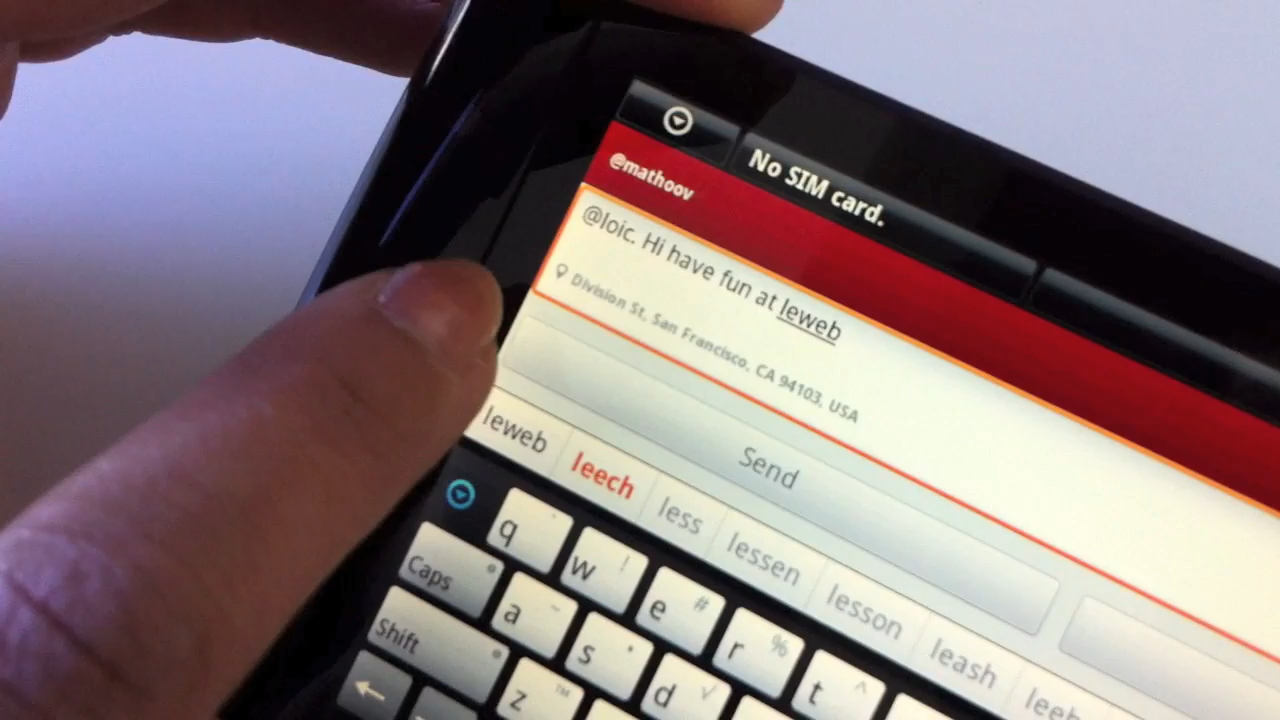 No SIM card.
@mathoov
@loic. Hi have fun at leweb
Division St, San Francisco, CA 94103, USA
Send
leweb leech less lessen lesson leash
q w ! e # r % t ^
Caps a ~ s d √
Shift z ™